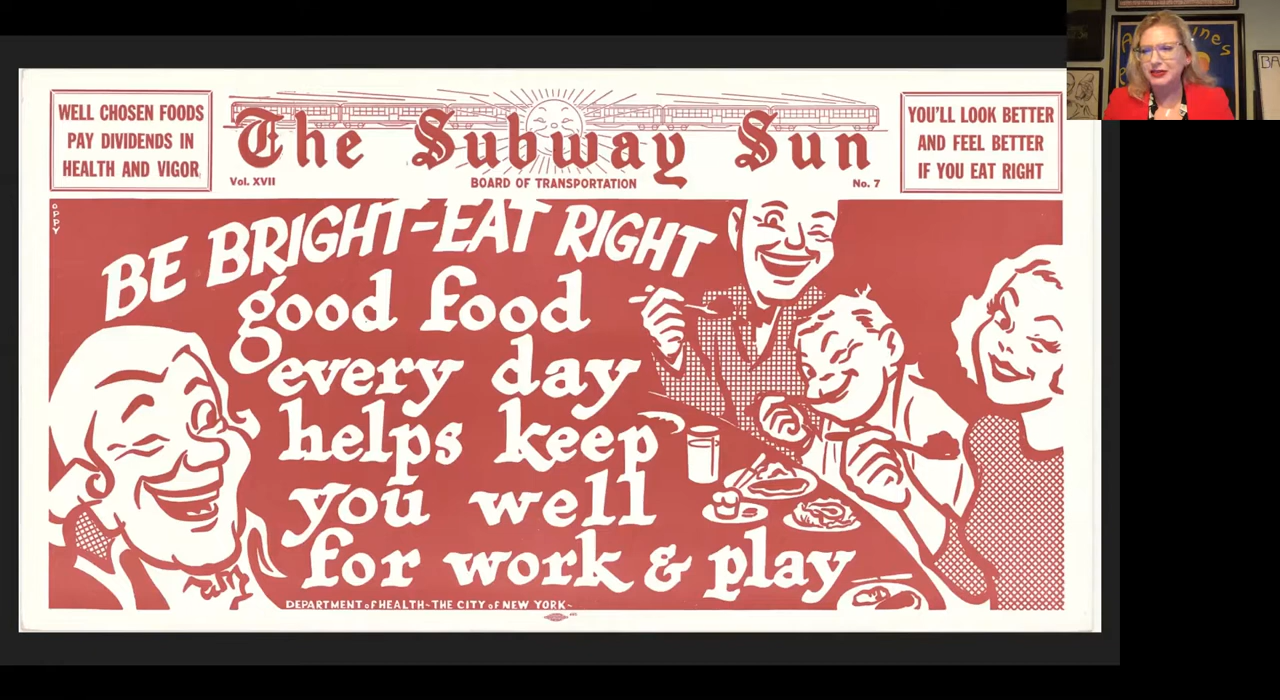 WELL CHOSEN FOODS
PAY DIVIDENDS IN
HEALTH AND VIGOR
The Subway Sun
Vol. XVII
BOARD OF TRANSPORTATION
No. 7
YOU'LL LOOK BETTER
AND FEEL BETTER
IF YOU EAT RIGHT
OPPY
BE BRIGHT-EAT RIGHT
good food
every day
helps keep
you well
for work & play
DEPARTMENT of HEALTH~THE CITY of NEW YORK~